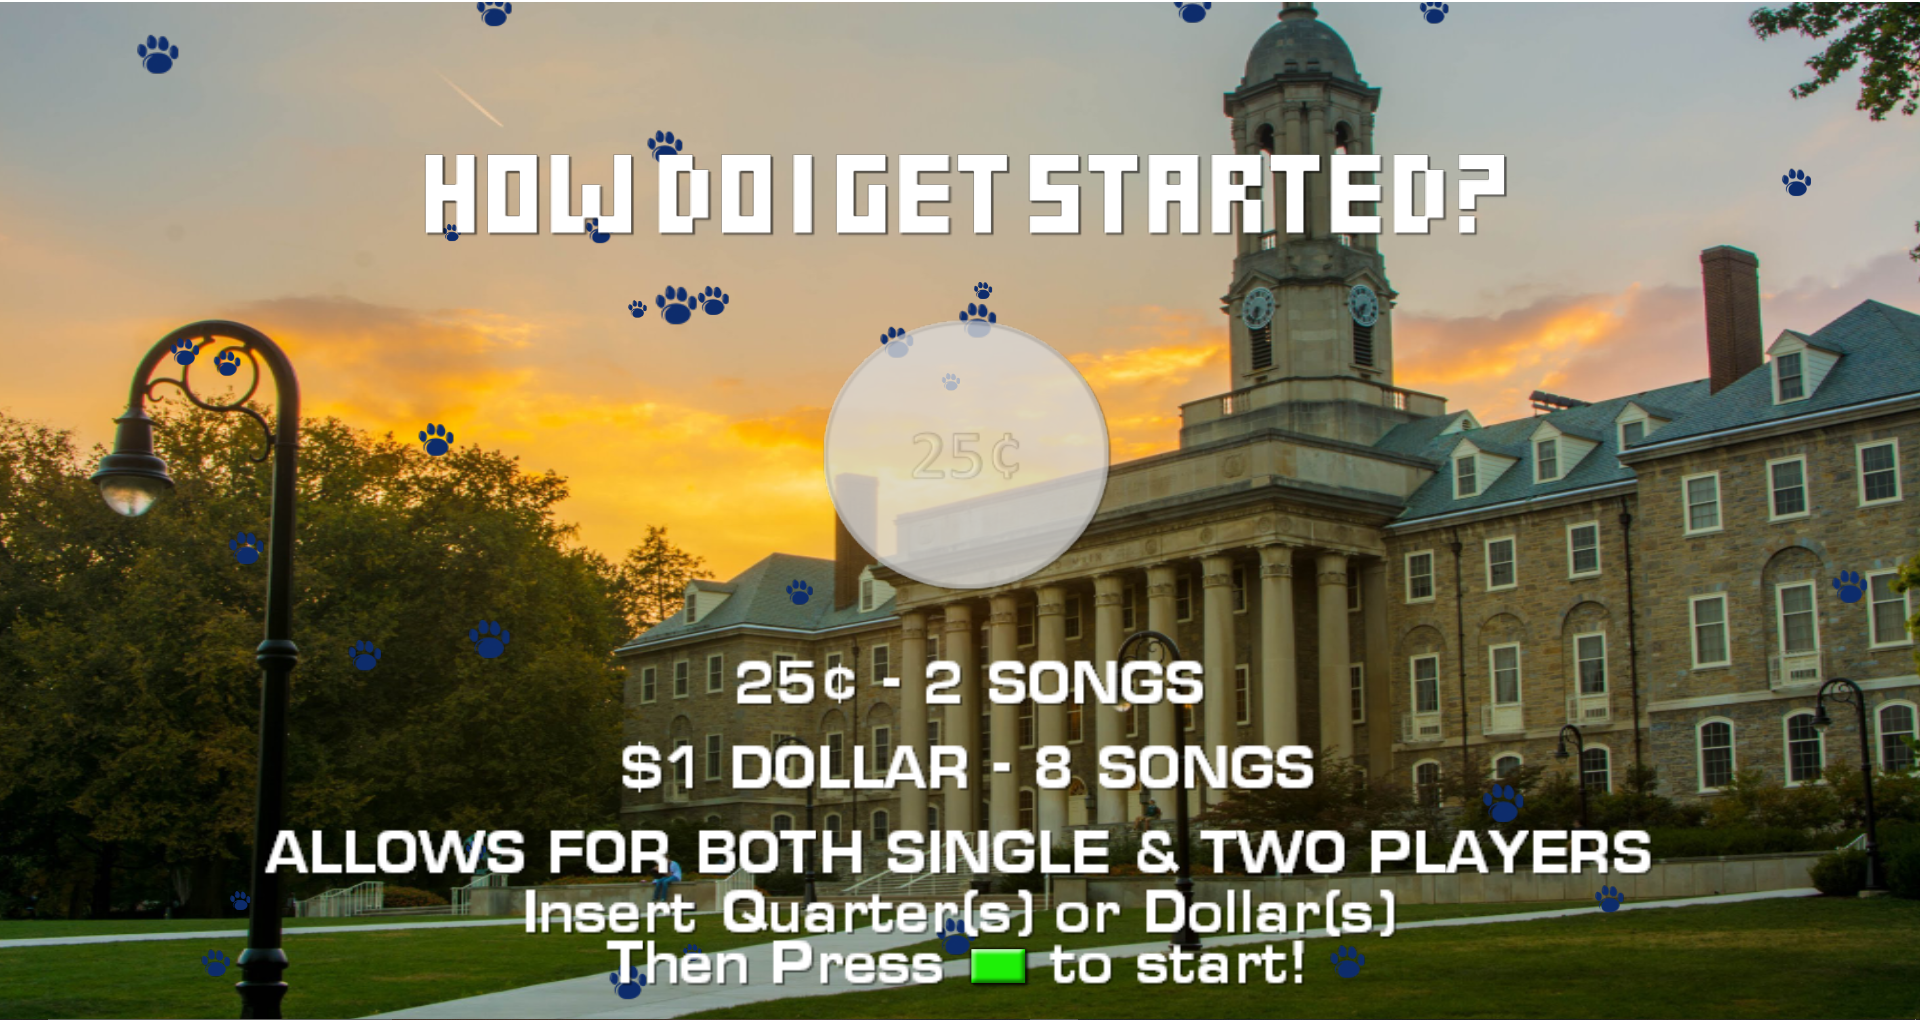 HOW DO I GET STARTED?
25¢
25¢ - 2 SONGS
$1 DOLLAR - 8 SONGS
ALLOWS FOR BOTH SINGLE & TWO PLAYERS
Insert Quarter(s) or Dollar(s)
Then Press to start!